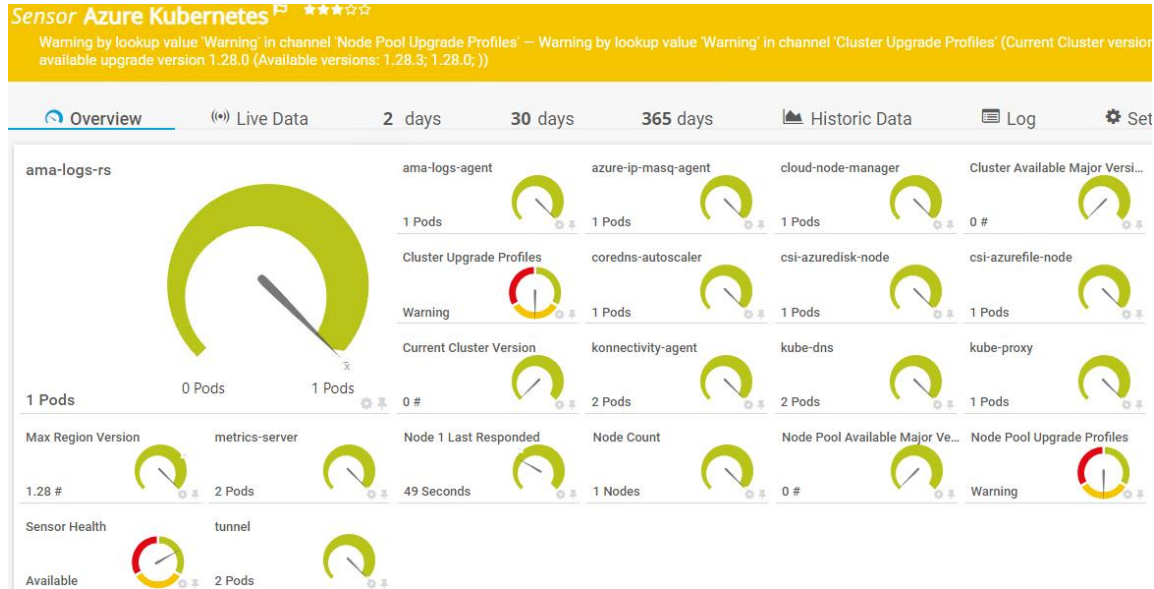 Sensor Azure Kubernetes
Warning by lookup value 'Warning' in channel 'Node Pool Upgrade Profiles' — Warning by lookup value 'Warning' in channel 'Cluster Upgrade Profiles' (Current Cluster version
available upgrade version 1.28.0 (Available versions: 1.28.3; 1.28.0; ))
Overview Live Data 2 days 30 days 365 days Historic Data Log Set
ama-logs-rs
0 Pods 1 Pods
1 Pods
ama-logs-agent
1 Pods
azure-ip-masq-agent
1 Pods
cloud-node-manager
1 Pods
Cluster Available Major Versi...
0 #
Cluster Upgrade Profiles
Warning
coredns-autoscaler
1 Pods
csi-azuredisk-node
1 Pods
csi-azurefile-node
1 Pods
Current Cluster Version
0 #
konnectivity-agent
2 Pods
kube-dns
2 Pods
kube-proxy
1 Pods
Max Region Version
1.28 #
metrics-server
2 Pods
Node 1 Last Responded
49 Seconds
Node Count
1 Nodes
Node Pool Available Major Ve...
0 #
Node Pool Upgrade Profiles
Warning
Sensor Health
Available
tunnel
2 Pods